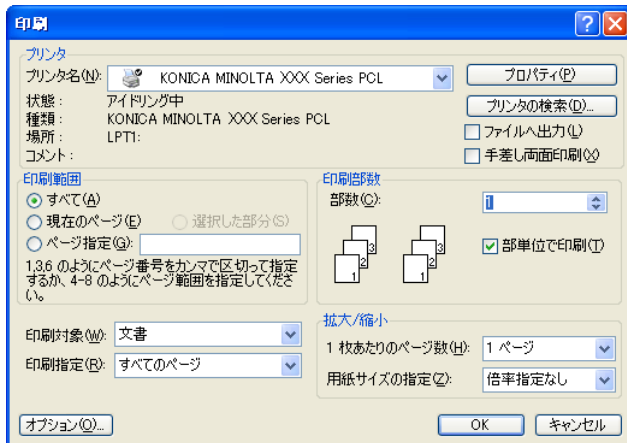 印刷
プリンタ
プリンタ名(N): KONICA MINOLTA XXX Series PCL プロパティ(P)
状態: アイドリング中
種類: KONICA MINOLTA XXX Series PCL プリンタの検索(D)...
場所: LPT1: ファイルへ出力(L)
コメント: 手差し両面印刷(X)
印刷範囲
すべて(A)
現在のページ(E) 選択した部分(S)
ページ指定(G):
1,3,6 のようにページ番号をカンマで区切って指定
するか、4-8 のようにページ範囲を指定してくださ
い。
印刷部数
部数(C): 1
1 2 3 1 2 3 部単位で印刷(T)
印刷対象(W): 文書
印刷指定(R): すべてのページ
拡大/縮小
1 枚あたりのページ数(H): 1 ページ
用紙サイズの指定(Z): 倍率指定なし
オプション(O)... OK キャンセル